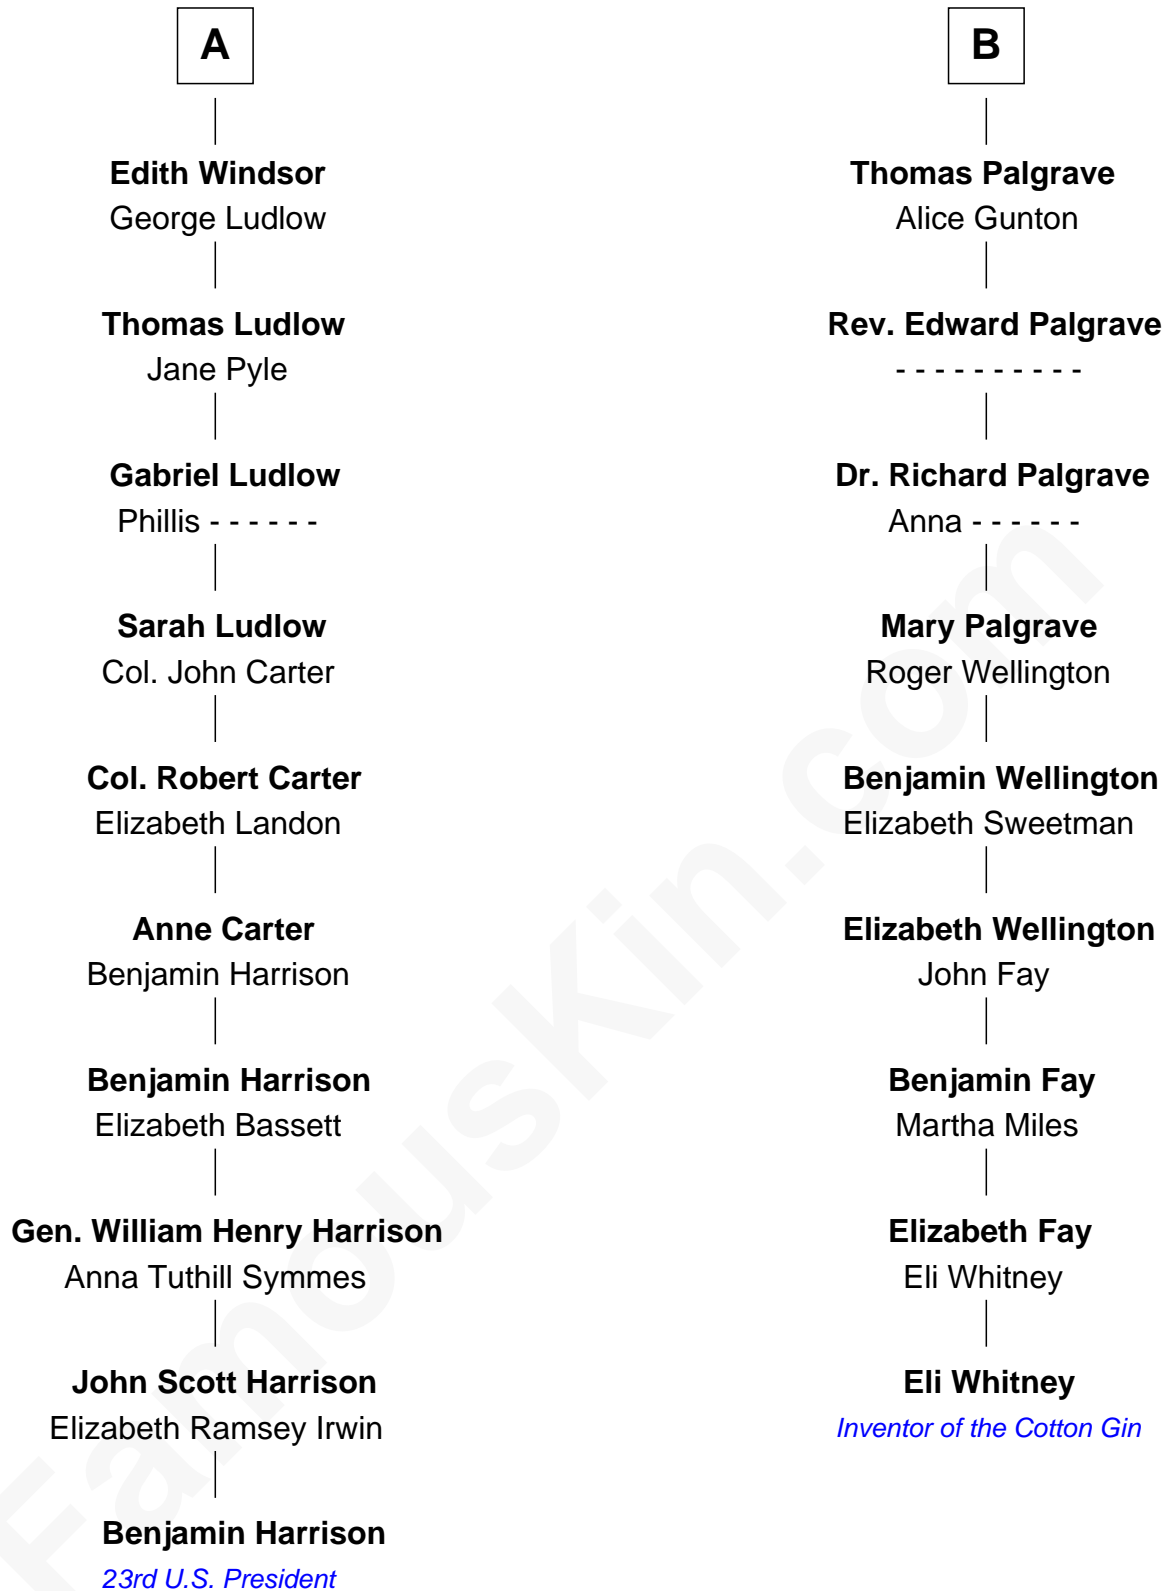 A
Edith Windsor
George Ludlow
Thomas Ludlow
Jane Pyle
Gabriel Ludlow
Phillis - - - - - -
Sarah Ludlow
Col. John Carter
Col. Robert Carter
Elizabeth Landon
Anne Carter
Benjamin Harrison
Benjamin Harrison
Elizabeth Bassett
Gen. William Henry Harrison
Anna Tuthill Symmes
John Scott Harrison
Elizabeth Ramsey Irwin
Benjamin Harrison
23rd U.S. President
B
Thomas Palgrave
Alice Gunton
Rev. Edward Palgrave
- - - - - - - - - -
Dr. Richard Palgrave
Anna - - - - - -
Mary Palgrave
Roger Wellington
Benjamin Wellington
Elizabeth Sweetman
Elizabeth Wellington
John Fay
Benjamin Fay
Martha Miles
Elizabeth Fay
Eli Whitney
Eli Whitney
Inventor of the Cotton Gin
FamousKin.com